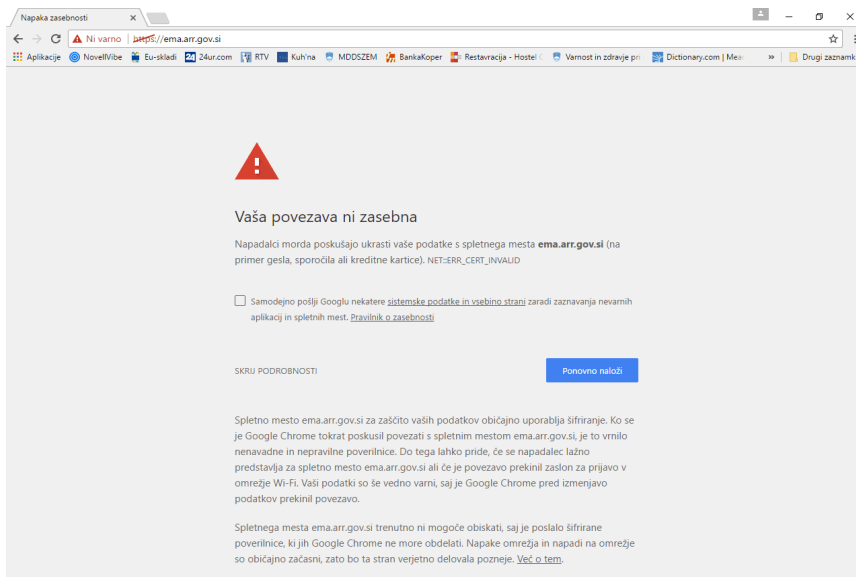 Napaka zasebnosti
Ni varno https://ema.arr.gov.si
Aplikacije NovellVibe Eu-skladi 24ur.com RTV Kuh'na MDDSZEM BankaKoper Restavracija - Hostel Varnost in zdravje pri Dictionary.com | Mea » Drugi zaznamk
Vaša povezava ni zasebna
Napadalci morda poskušajo ukrasti vaše podatke s spletnega mesta ema.arr.gov.si (na
primer gesla, sporočila ali kreditne kartice). NET::ERR_CERT_INVALID
Samodejno pošlji Googlu nekatere sistemske podatke in vsebino strani zaradi zaznavanja nevarnih
aplikacij in spletnih mest. Pravilnik o zasebnosti
SKRIJ PODROBNOSTI
Ponovno naloži
Spletno mesto ema.arr.gov.si za zaščito vaših podatkov običajno uporablja šifriranje. Ko se
je Google Chrome tokrat poskusil povezati s spletnim mestom ema.arr.gov.si, je to vrnilo
nenavadne in nepravilne poverilnice. Do tega lahko pride, če se napadalec lažno
predstavlja za spletno mesto ema.arr.gov.si ali če je povezavo prekinil zaslon za prijavo v
omrežje Wi-Fi. Vaši podatki so še vedno varni, saj je Google Chrome pred izmenjavo
podatkov prekinil povezavo.
Spletnega mesta ema.arr.gov.si trenutno ni mogoče obiskati, saj je poslalo šifrirane
poverilnice, ki jih Google Chrome ne more obdelati. Napake omrežja in napadi na omrežje
so običajno začasni, zato bo ta stran verjetno delovala pozneje. Več o tem.